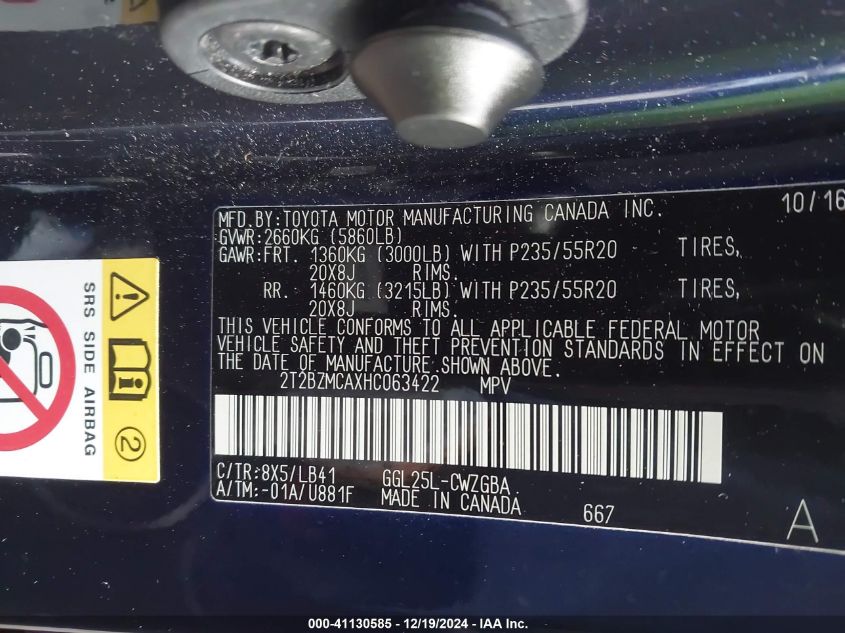 MFD.BY:TOYOTA MOTOR MANUFACTURING CANADA INC. 10/16
GVWR:2660KG (5860LB)
GAWR:FRT. 1360KG (3000LB) WITH P235/55R20 TIRES,
20X8J RIMS.
RR. 1460KG (3215LB) WITH P235/55R20 TIRES,
20X8J RIMS.
THIS VEHICLE CONFORMS TO ALL APPLICABLE FEDERAL MOTOR
VEHICLE SAFETY AND THEFT PREVENTION STANDARDS IN EFFECT ON
THE DATE OF MANUFACTURE SHOWN ABOVE.
2T2BZMCAXHC063422 MPV
C/TR:8X5/LB41 GGL25L-CWZGBA
A/TM:-01A/U881F MADE IN CANADA 667 A
SRS SIDE AIRBAG
2
000-41130585 - 12/19/2024 - IAA Inc.